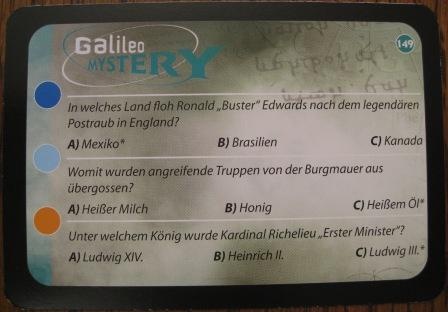 Galileo
MYSTERY
149
In welches Land floh Ronald „Buster" Edwards nach dem legendären
Postraub in England?
A) Mexiko* B) Brasilien C) Kanada
Womit wurden angreifende Truppen von der Burgmauer aus
übergossen?
A) Heißer Milch B) Honig C) Heißem Öl*
Unter welchem König wurde Kardinal Richelieu „Erster Minister"?
A) Ludwig XIV. B) Heinrich II. C) Ludwig III.*